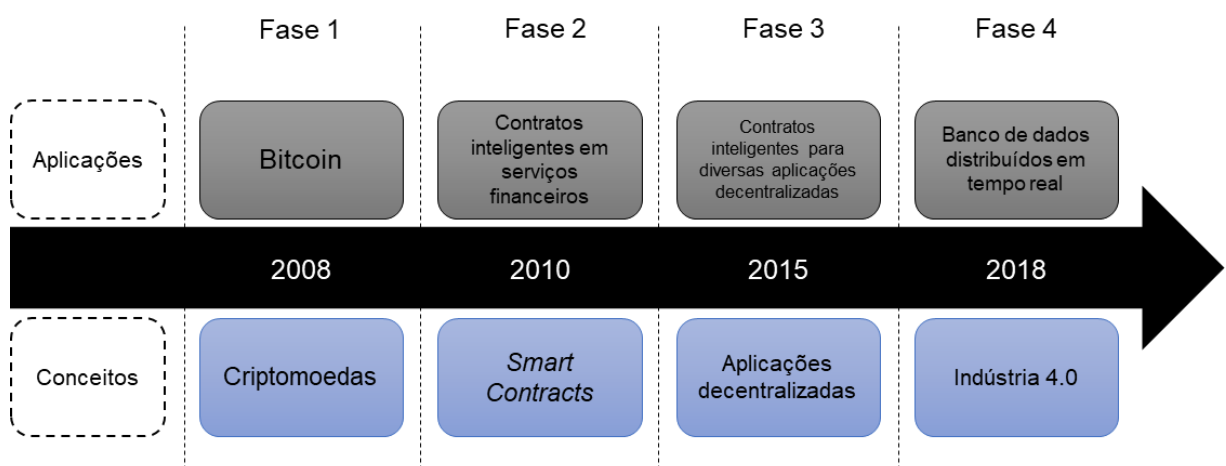 Fase 1
Fase 2
Fase 3
Fase 4
Aplicações
Bitcoin
Contratos
inteligentes em
serviços
financeiros
Contratos
inteligentes para
diversas aplicações
decentralizadas
Banco de dados
distribuídos em
tempo real
2008
2010
2015
2018
Conceitos
Criptomoedas
Smart
Contracts
Aplicações
decentralizadas
Indústria 4.0